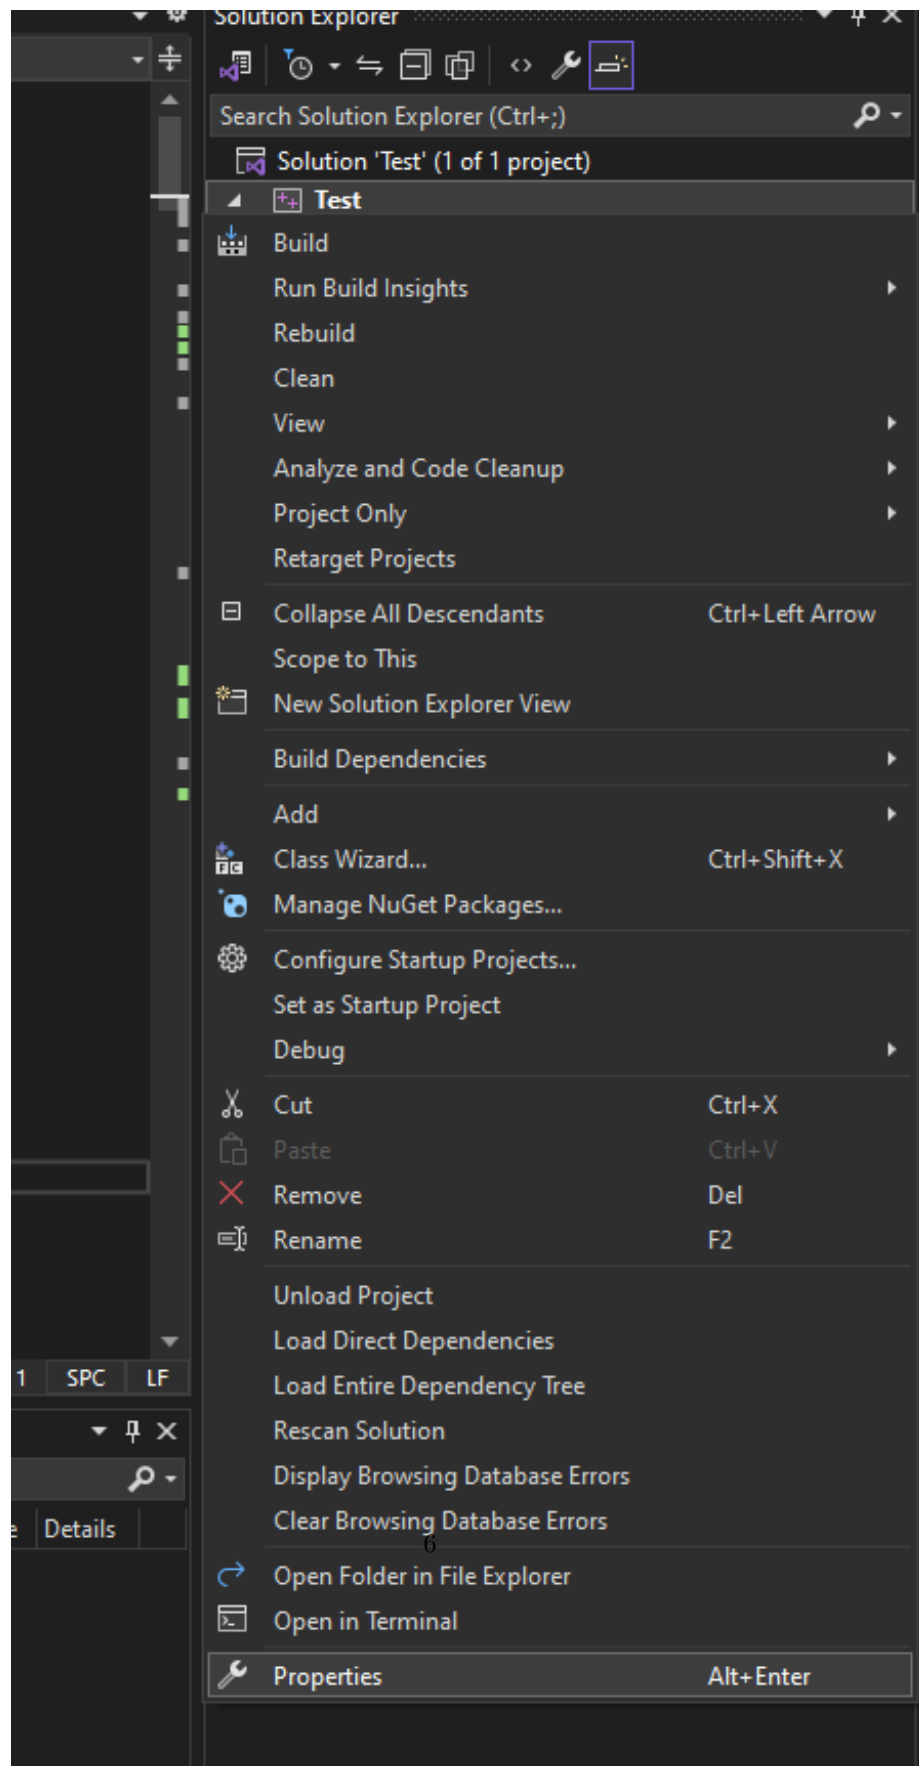 Solution Explorer
Search Solution Explorer (Ctrl+;)
Solution 'Test' (1 of 1 project)
Test
Build
Run Build Insights
Rebuild
Clean
View
Analyze and Code Cleanup
Project Only
Retarget Projects
Collapse All Descendants Ctrl+Left Arrow
Scope to This
New Solution Explorer View
Build Dependencies
Add
Class Wizard... Ctrl+Shift+X
Manage NuGet Packages...
Configure Startup Projects...
Set as Startup Project
Debug
Cut Ctrl+X
Paste Ctrl+V
Remove Del
Rename F2
Unload Project
Load Direct Dependencies
1 SPC LF
Load Entire Dependency Tree
Rescan Solution
Display Browsing Database Errors
Details
Clear Browsing Database Errors
6
Open Folder in File Explorer
Open in Terminal
Properties Alt+Enter